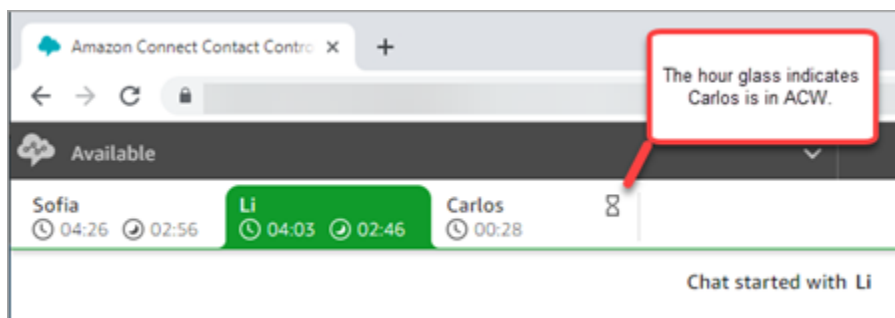 Amazon Connect Contact Contro
The hour glass indicates
Carlos is in ACW.
Available
Sofia
04:26 02:56
Li
04:03 02:46
Carlos
00:28
Chat started with Li